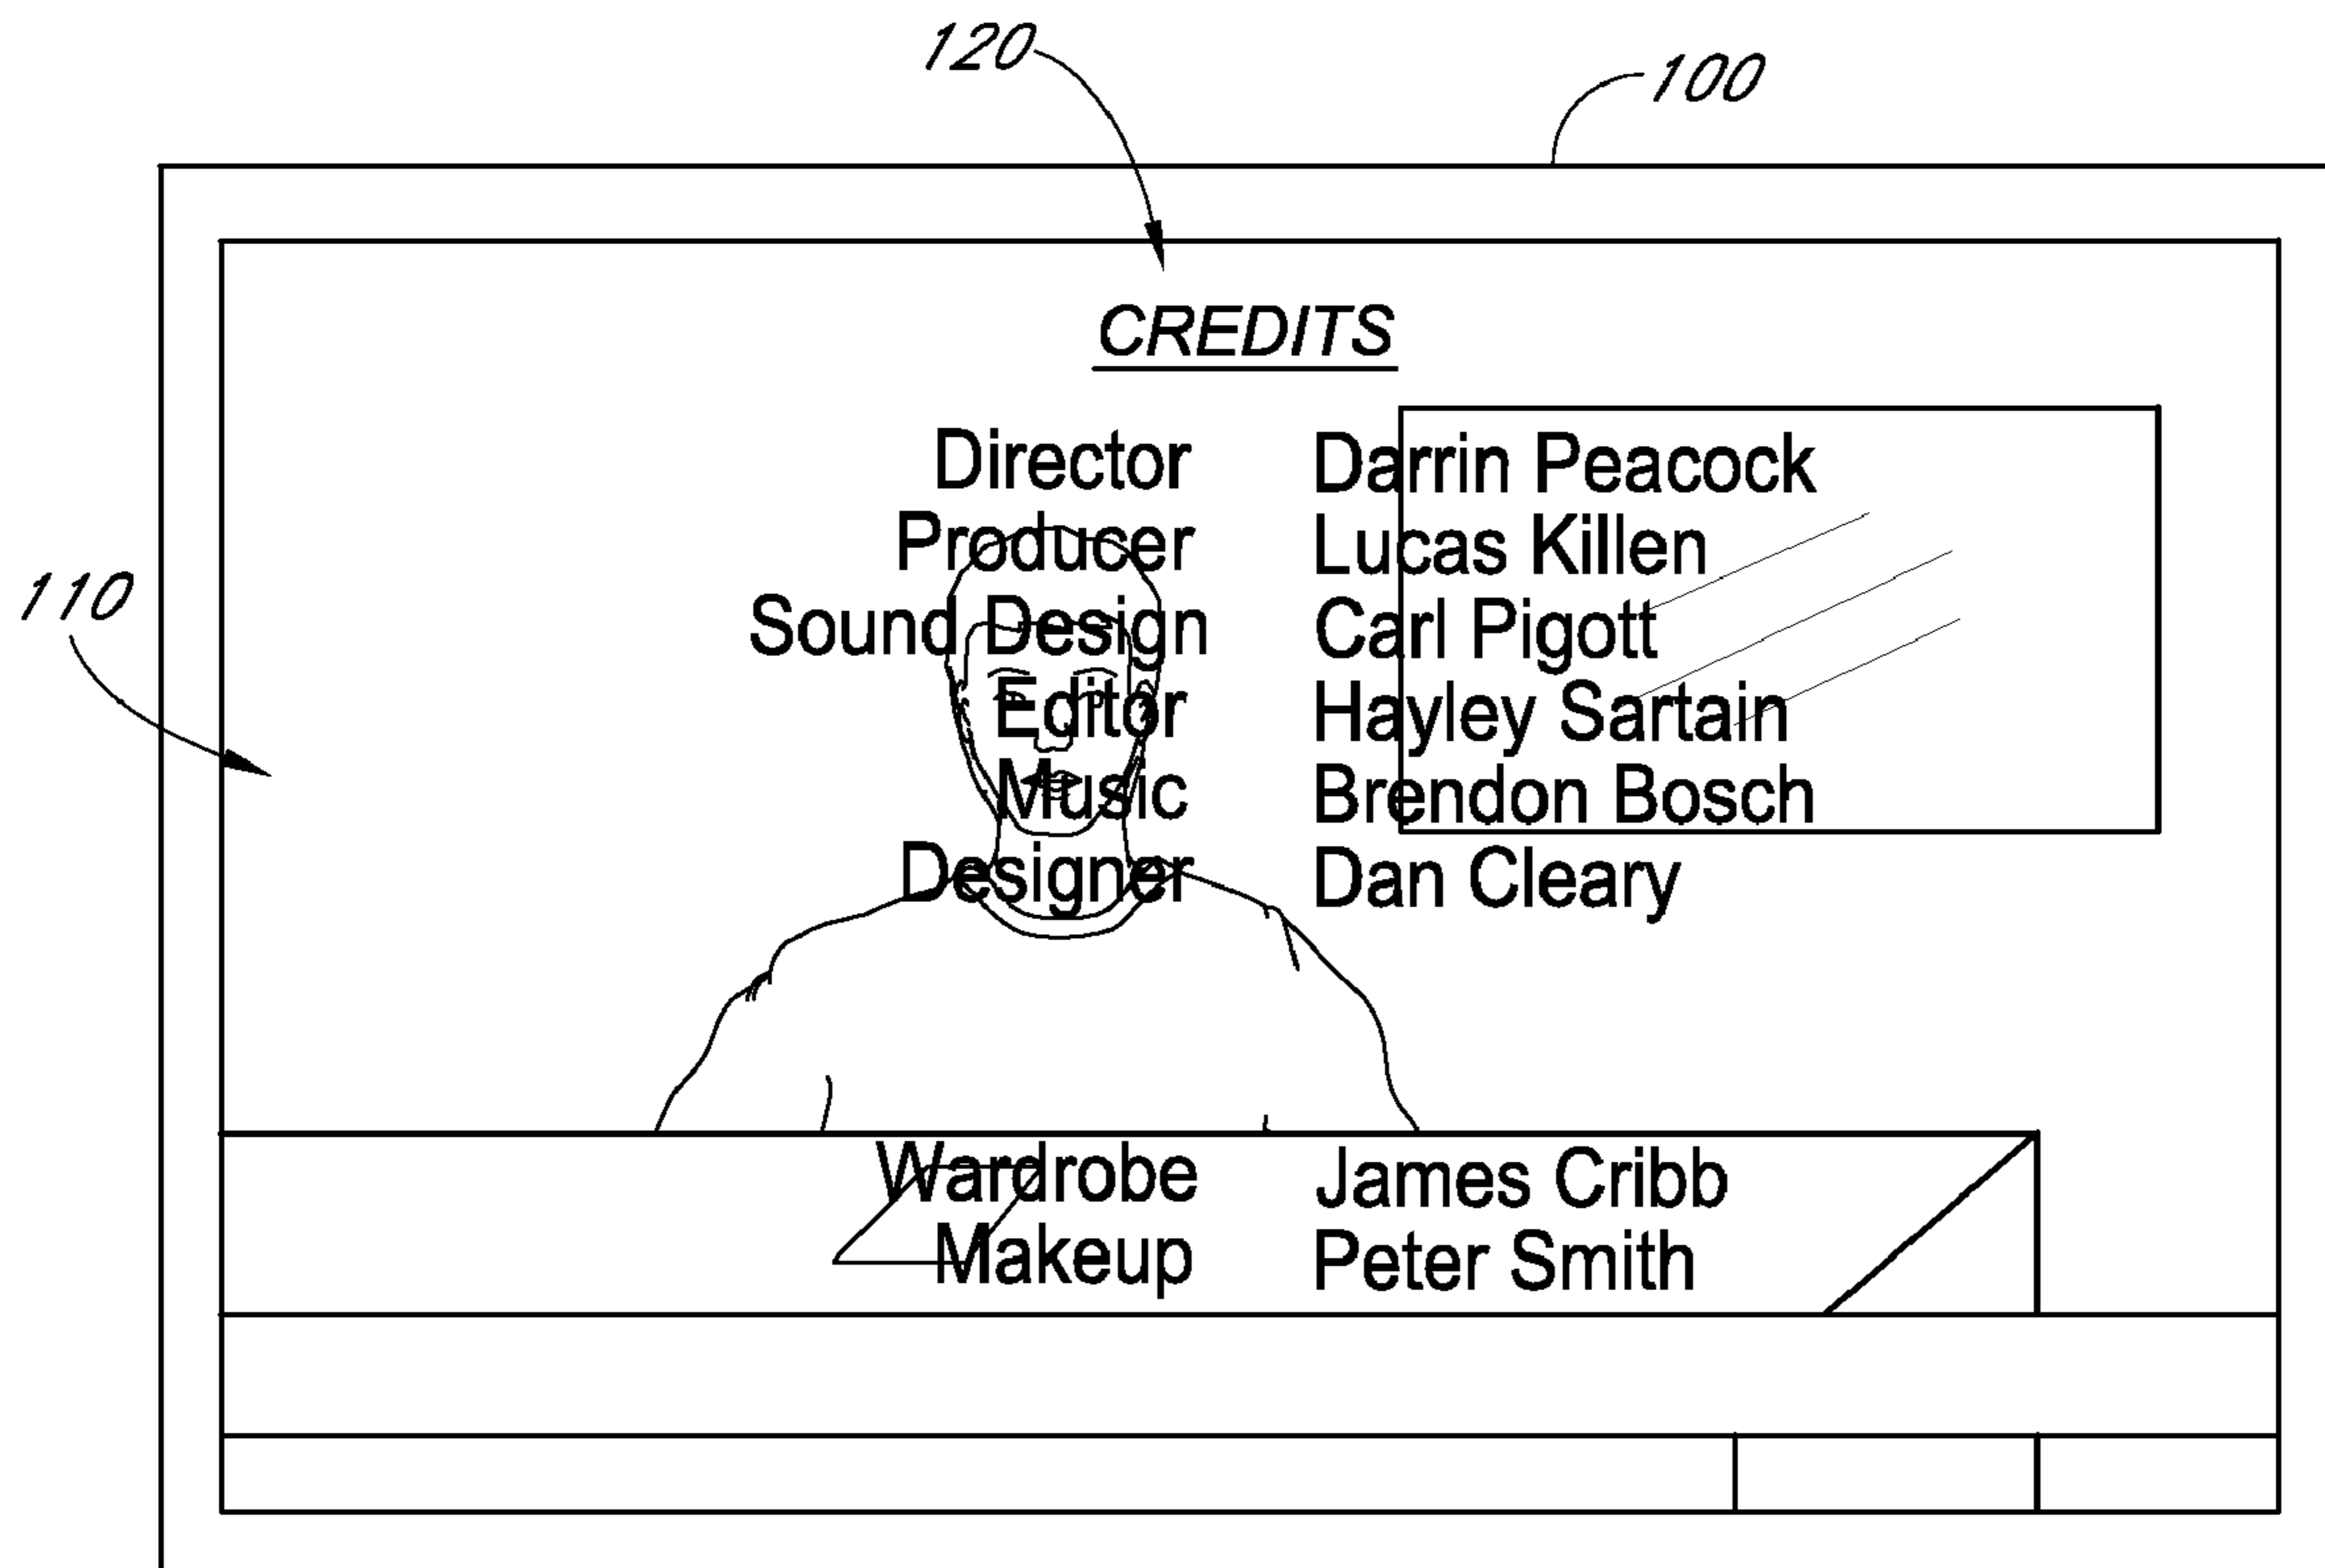 120
100
CREDITS
Director Darrin Peacock
Producer Lucas Killen
Sound Design Carl Pigott
110
Editor Hayley Sartain
Music Brendon Bosch
Designer Dan Cleary
Wardrobe James Cribb
Makeup Peter Smith